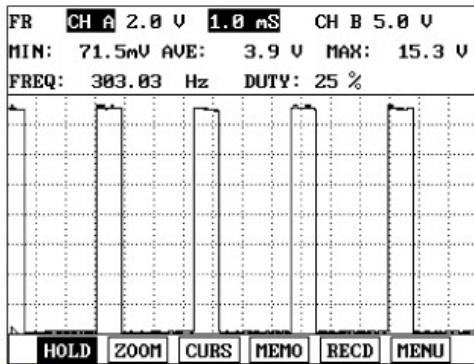 FR CH A 2.0 V 1.0 mS CH B 5.0 V
MIN: 71.5mV AVE: 3.9 V MAX: 15.3 V
FREQ: 303.03 Hz DUTY: 25 %
HOLD ZOOM CURS MEMO RECD MENU